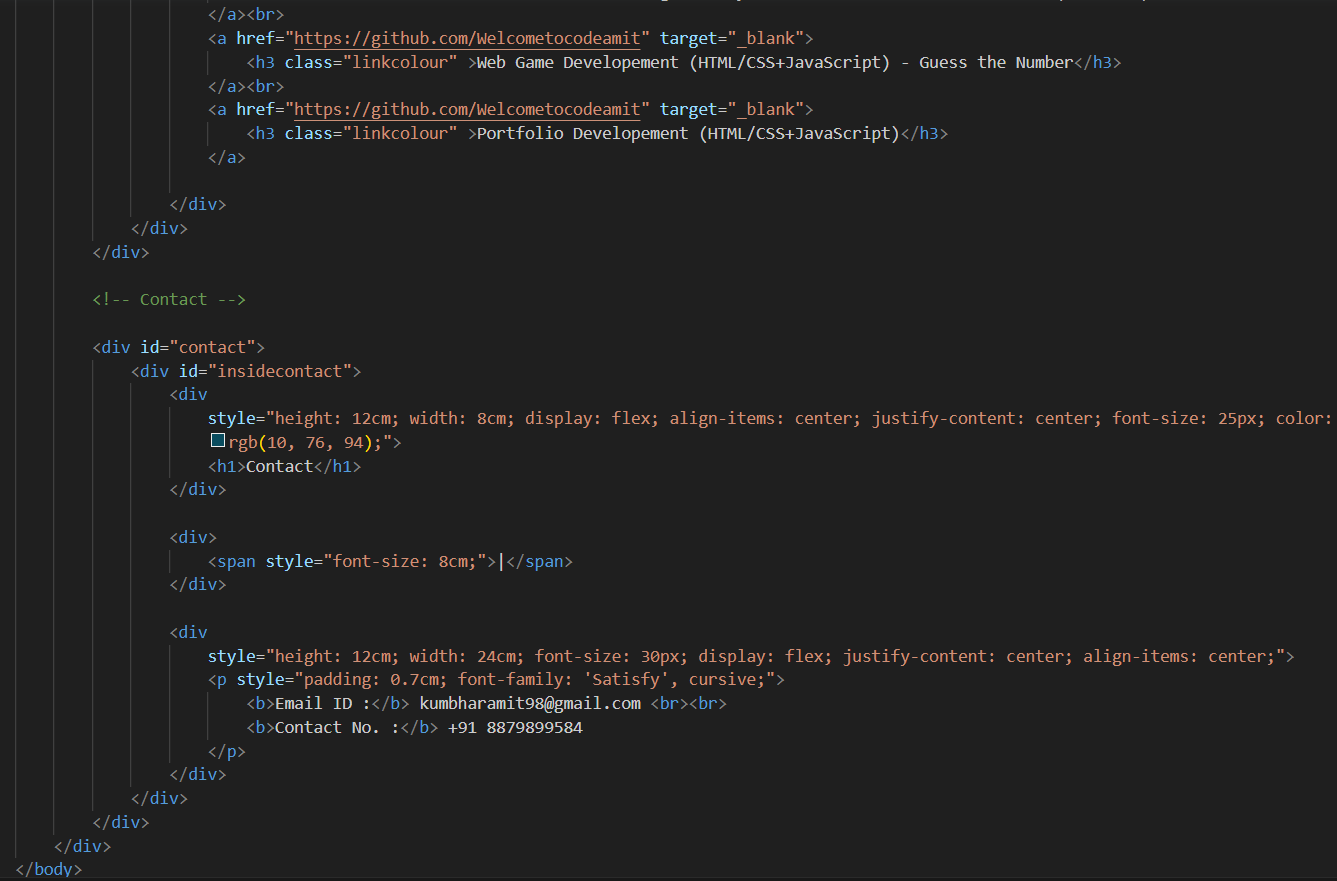 </a><br>
<a href="https://github.com/Welcometocodeamit" target="_blank">
<h3 class="linkcolour" >Web Game Developement (HTML/CSS+JavaScript) - Guess the Number</h3>
</a><br>
<a href="https://github.com/Welcometocodeamit" target="_blank">
<h3 class="linkcolour" >Portfolio Developement (HTML/CSS+JavaScript)</h3>
</a>
</div>
</div>
</div>
<!-- Contact -->
<div id="contact">
<div id="insidecontact">
<div
style="height: 12cm; width: 8cm; display: flex; align-items: center; justify-content: center; font-size: 25px; color:
rgb(10, 76, 94);">
<h1>Contact</h1>
</div>
<div>
<span style="font-size: 8cm;">|</span>
</div>
<div
style="height: 12cm; width: 24cm; font-size: 30px; display: flex; justify-content: center; align-items: center;">
<p style="padding: 0.7cm; font-family: 'Satisfy', cursive;">
<b>Email ID :</b> kumbharamit98@gmail.com <br><br>
<b>Contact No. :</b> +91 8879899584
</p>
</div>
</div>
</div>
</div>
</body>